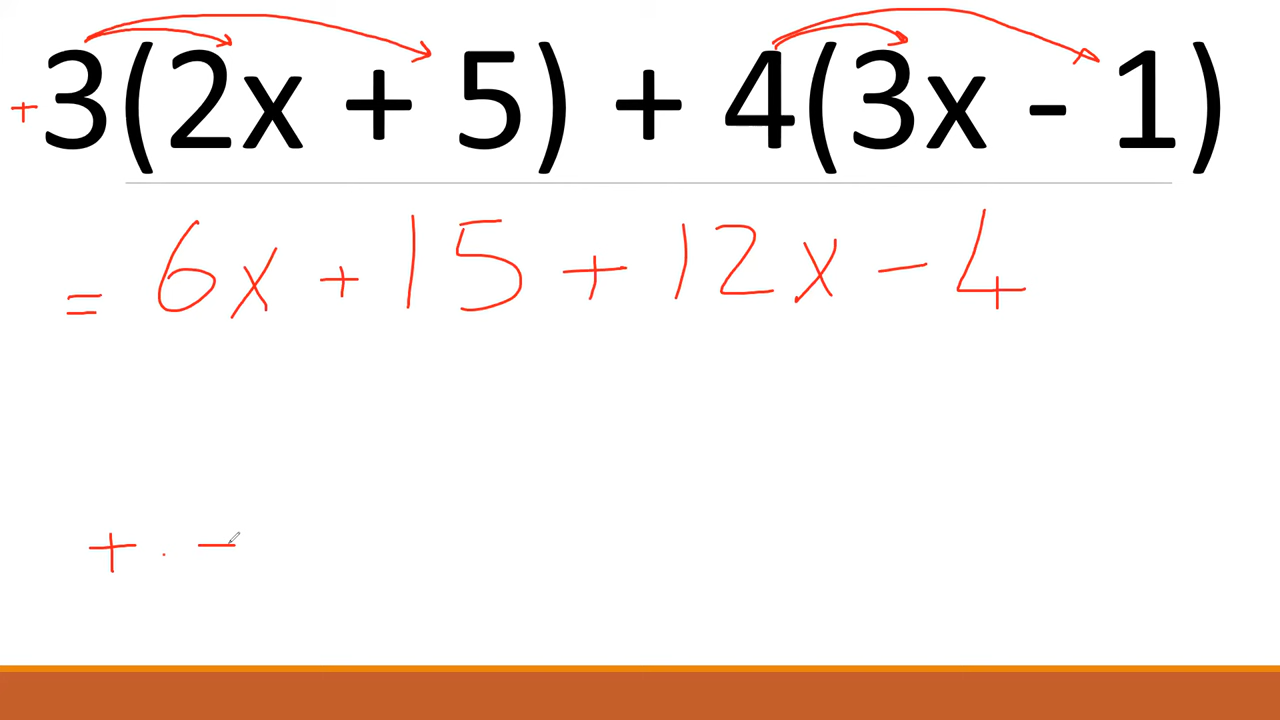 +3(2x + 5) + 4(3x - 1)
= 6x + 15 + 12x - 4
+ . -